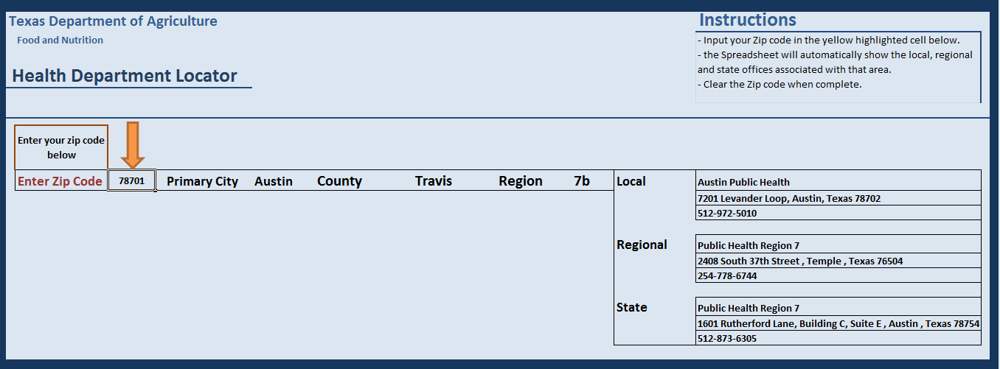 Texas Department of Agriculture
Food and Nutrition
Health Department Locator
Instructions
- Input your Zip code in the yellow highlighted cell below.
- the Spreadsheet will automatically show the local, regional
and state offices associated with that area.
- Clear the Zip code when complete.
Enter your zip code
below
Enter Zip Code 78701 Primary City Austin County Travis Region 7b
Local Austin Public Health
7201 Levander Loop, Austin, Texas 78702
512-972-5010
Regional Public Health Region 7
2408 South 37th Street , Temple , Texas 76504
254-778-6744
State Public Health Region 7
1601 Rutherford Lane, Building C, Suite E , Austin , Texas 78754
512-873-6305